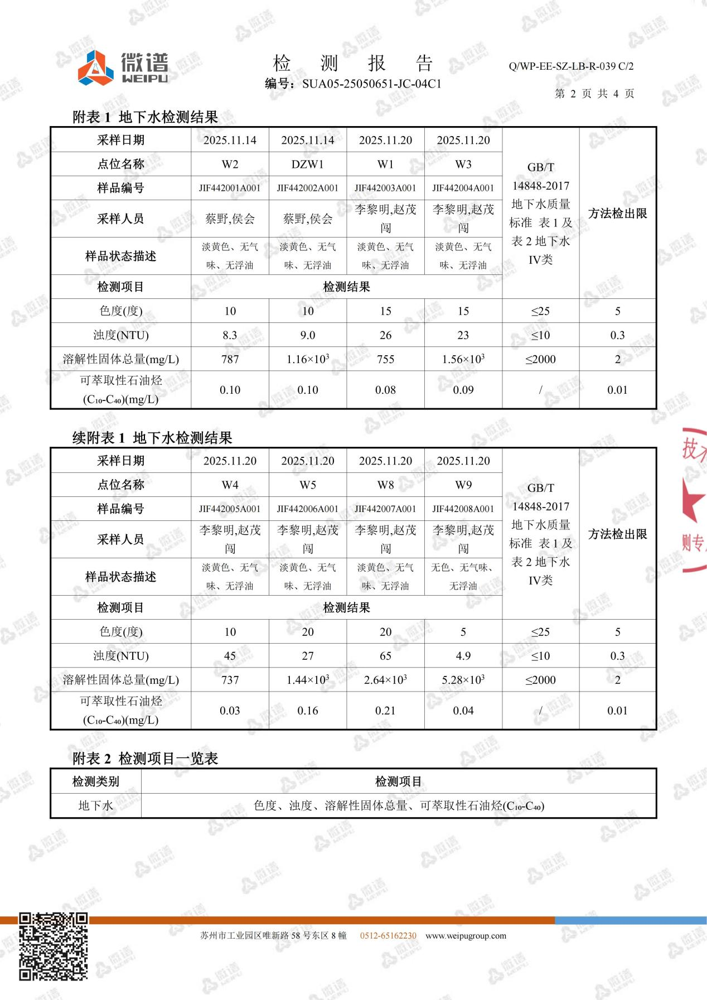 微谱
WEIPU
检 测 报 告
编号：SUA05-25050651-JC-04C1
Q/WP-EE-SZ-LB-R-039 C/2
第 2 页 共 4 页
附表 1 地下水检测结果
采样日期 2025.11.14 2025.11.14 2025.11.20 2025.11.20 GB/T 14848-2017 地下水质量标准 表 1 及表 2 地下水 IV类 方法检出限
点位名称 W2 DZW1 W1 W3
样品编号 JIF442001A001 JIF442002A001 JIF442003A001 JIF442004A001
采样人员 蔡野,侯会 蔡野,侯会 李黎明,赵茂闯 李黎明,赵茂闯
样品状态描述 淡黄色、无气味、无浮油 淡黄色、无气味、无浮油 淡黄色、无气味、无浮油 淡黄色、无气味、无浮油
检测项目 检测结果
色度(度) 10 10 15 15 ≤25 5
浊度(NTU) 8.3 9.0 26 23 ≤10 0.3
溶解性固体总量(mg/L) 787 1.16×10³ 755 1.56×10³ ≤2000 2
可萃取性石油烃(C₁₀-C₄₀)(mg/L) 0.10 0.10 0.08 0.09 / 0.01
续附表 1 地下水检测结果
采样日期 2025.11.20 2025.11.20 2025.11.20 2025.11.20 GB/T 14848-2017 地下水质量标准 表 1 及表 2 地下水 IV类 方法检出限
点位名称 W4 W5 W8 W9
样品编号 JIF442005A001 JIF442006A001 JIF442007A001 JIF442008A001
采样人员 李黎明,赵茂闯 李黎明,赵茂闯 李黎明,赵茂闯 李黎明,赵茂闯
样品状态描述 淡黄色、无气味、无浮油 淡黄色、无气味、无浮油 淡黄色、无气味、无浮油 无色、无气味、无浮油
检测项目 检测结果
色度(度) 10 20 20 5 ≤25 5
浊度(NTU) 45 27 65 4.9 ≤10 0.3
溶解性固体总量(mg/L) 737 1.44×10³ 2.64×10³ 5.28×10³ ≤2000 2
可萃取性石油烃(C₁₀-C₄₀)(mg/L) 0.03 0.16 0.21 0.04 / 0.01
技术
测专
附表 2 检测项目一览表
检测类别 检测项目
地下水 色度、浊度、溶解性固体总量、可萃取性石油烃(C₁₀-C₄₀)
苏州市工业园区唯新路 58 号东区 8 幢 0512-65162230 www.weipugroup.com